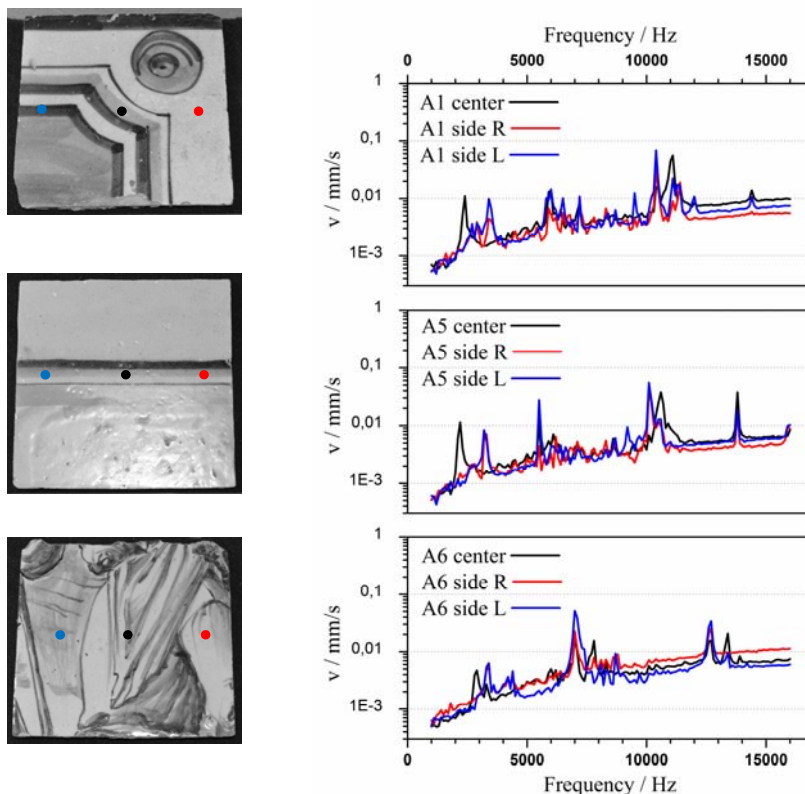 Frequency / Hz
0 5000 10000 15000
1
0,1
0,01
1E-3
v / mm/s
A1 center
A1 side R
A1 side L
1
0,1
0,01
1E-3
v / mm/s
A5 center
A5 side R
A5 side L
1
0,1
0,01
1E-3
v / mm/s
A6 center
A6 side R
A6 side L
0 5000 10000 15000
Frequency / Hz